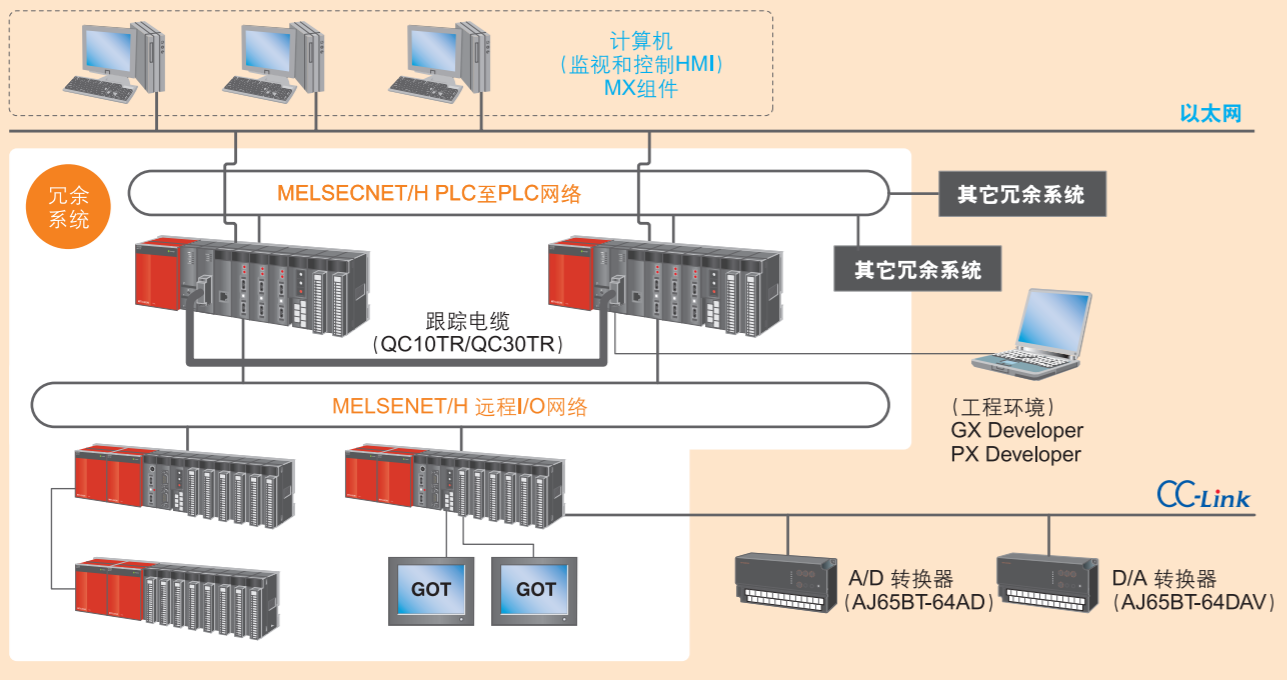 计算机
（监视和控制HMI）
MX组件
以太网
冗余
系统
MELSECNET/H PLC至PLC网络
其它冗余系统
其它冗余系统
跟踪电缆
（QC10TR/QC30TR）
MELSENET/H 远程I/O网络
（工程环境）
GX Developer
PX Developer
CC-Link
GOT
GOT
A/D 转换器
（AJ65BT-64AD）
D/A 转换器
（AJ65BT-64DAV）